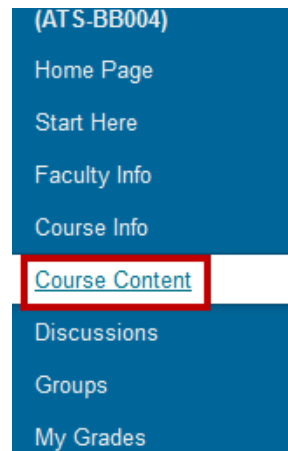 (ATS-BB004)
Home Page
Start Here
Faculty Info
Course Info
Course Content
Discussions
Groups
My Grades